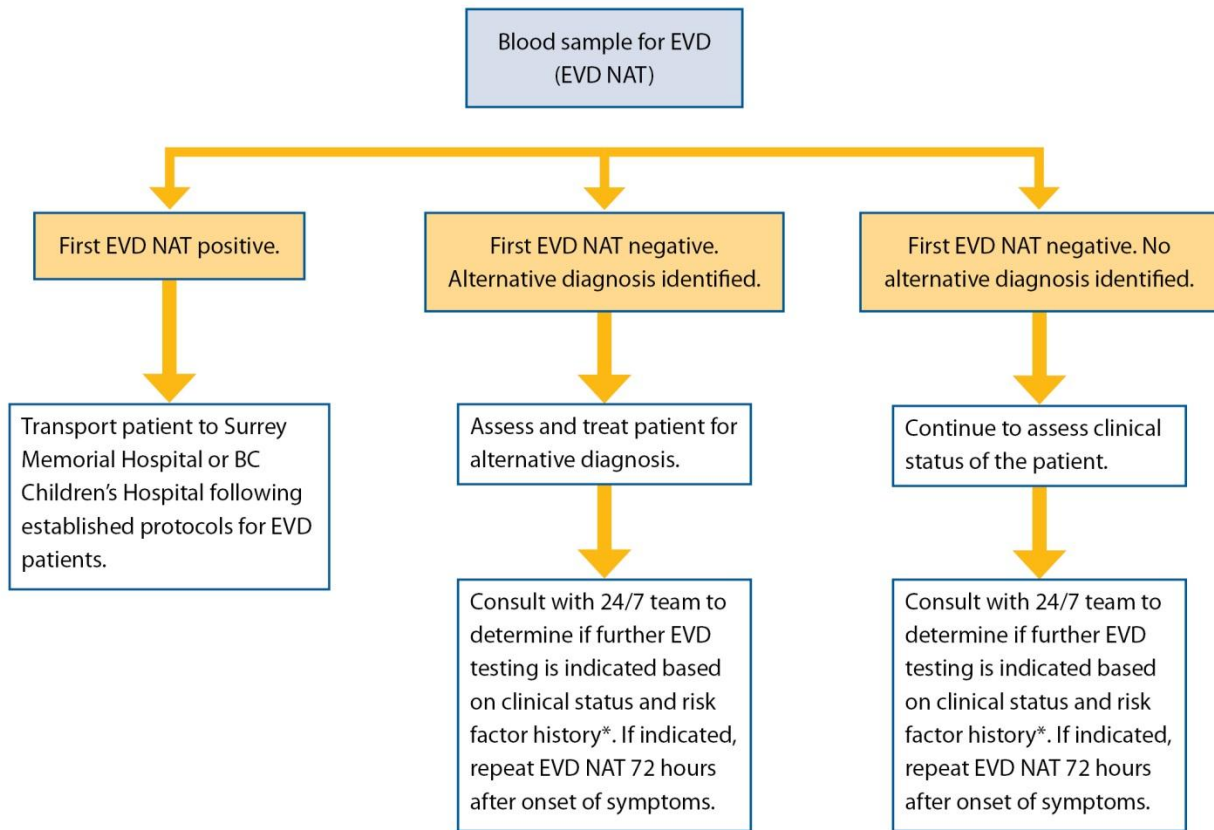 Blood sample for EVD
(EVD NAT)
First EVD NAT positive.
First EVD NAT negative.
Alternative diagnosis identified.
First EVD NAT negative. No
alternative diagnosis identified.
Transport patient to Surrey
Memorial Hospital or BC
Children’s Hospital following
established protocols for EVD
patients.
Assess and treat patient for
alternative diagnosis.
Continue to assess clinical
status of the patient.
Consult with 24/7 team to
determine if further EVD
testing is indicated based
on clinical status and risk
factor history*. If indicated,
repeat EVD NAT 72 hours
after onset of symptoms.
Consult with 24/7 team to
determine if further EVD
testing is indicated based
on clinical status and risk
factor history*. If indicated,
repeat EVD NAT 72 hours
after onset of symptoms.